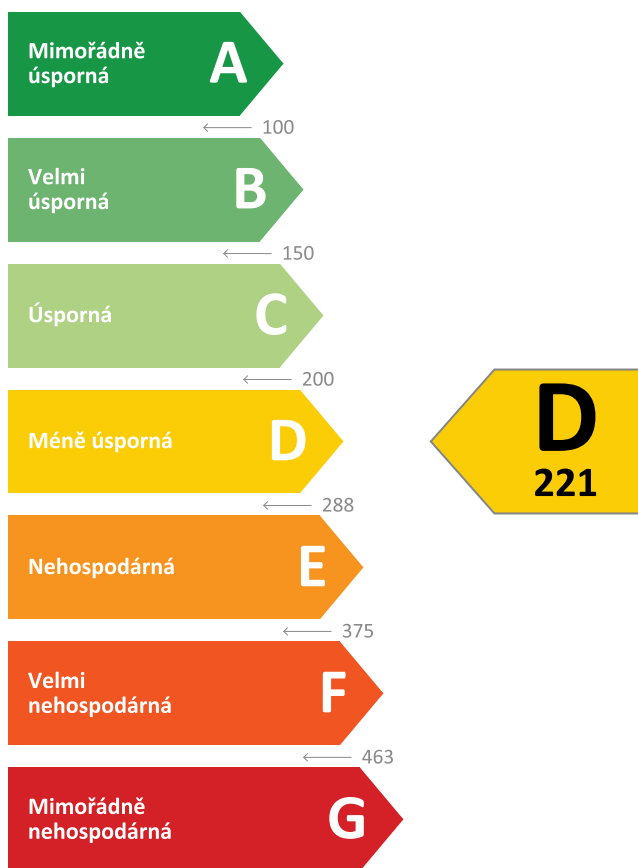 Mimořádně
úsporná
A
100
Velmi
úsporná
B
150
Úsporná
C
200
Méně úsporná
D
288
Nehospodárná
E
375
Velmi
nehospodárná
F
463
Mimořádně
nehospodárná
G
D
221